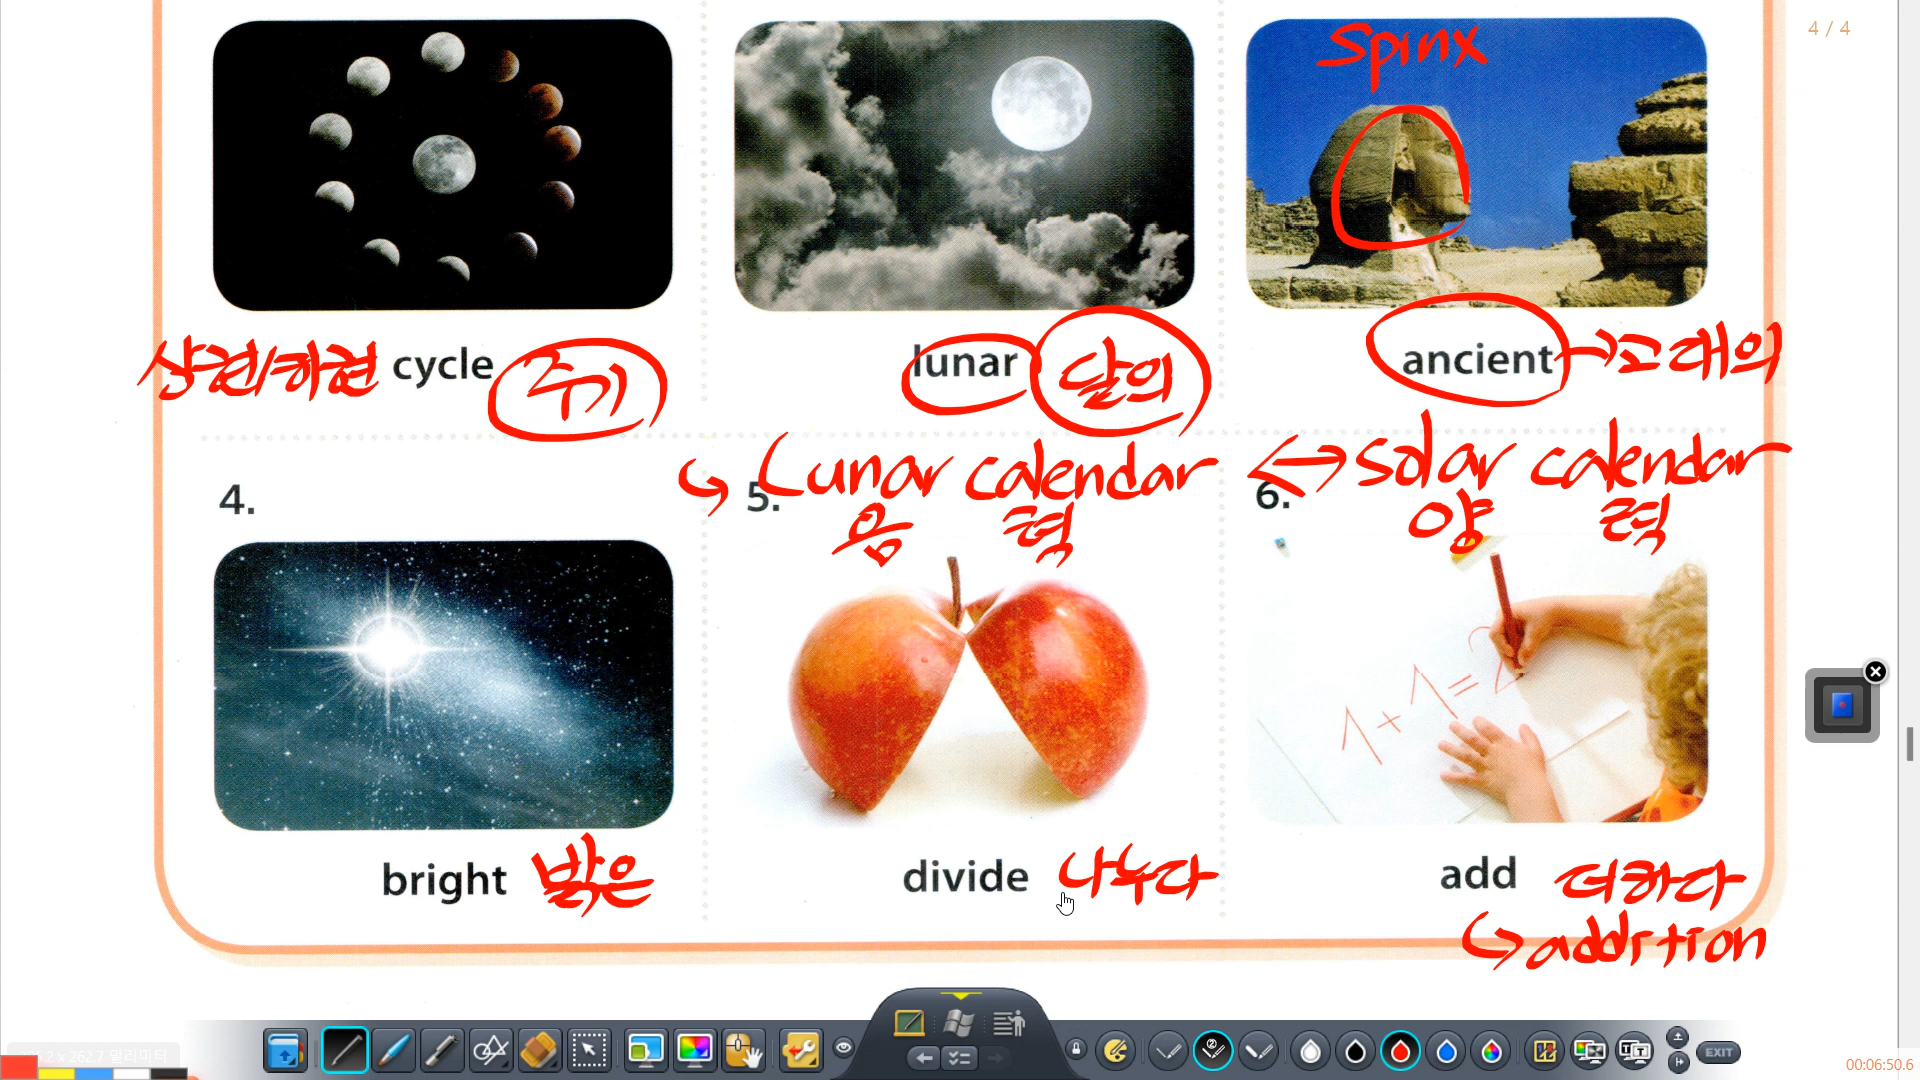 4 / 4
Spinx
상현/하현 cycle 주기
lunar 달의
ancient →고대의
Lunar calendar ↔ solar calendar
음 력 양 력
4.
5.
6.
1+1=2
bright 밝은
divide 나누다
add 더하다
addition
EXIT
00:06:50.6